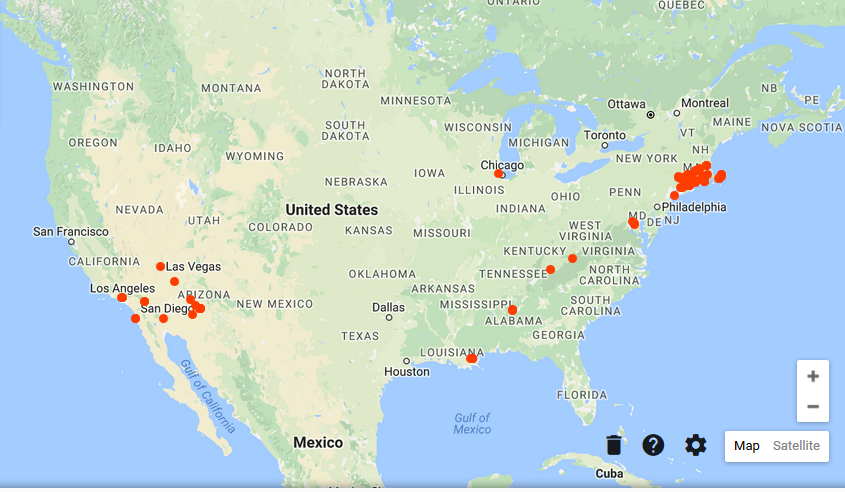 ONTARIO
QUEBEC
WASHINGTON
MONTANA
NORTH
DAKOTA
MINNESOTA
Ottawa
Montreal
NB
PE
MAINE
NOVA SCOTIA
OREGON
IDAHO
SOUTH
DAKOTA
WISCONSIN
MICHIGAN
Toronto
VT
NH
WYOMING
Chicago
NEW YORK
IOWA
NEBRASKA
ILLINOIS
INDIANA
OHIO
PENN
Philadelphia
NEVADA
UTAH
United States
COLORADO
KANSAS
MISSOURI
WEST
VIRGINIA
MD
DE
NJ
San Francisco
CALIFORNIA
Las Vegas
KENTUCKY
VIRGINIA
OKLAHOMA
TENNESSEE
NORTH
CAROLINA
Los Angeles
ARIZONA
NEW MEXICO
ARKANSAS
San Diego
Dallas
MISSISSIPPI
SOUTH
CAROLINA
ALABAMA
TEXAS
GEORGIA
LOUISIANA
Houston
Gulf of
California
FLORIDA
Gulf of
Mexico
Mexico
Map
Satellite
Cuba